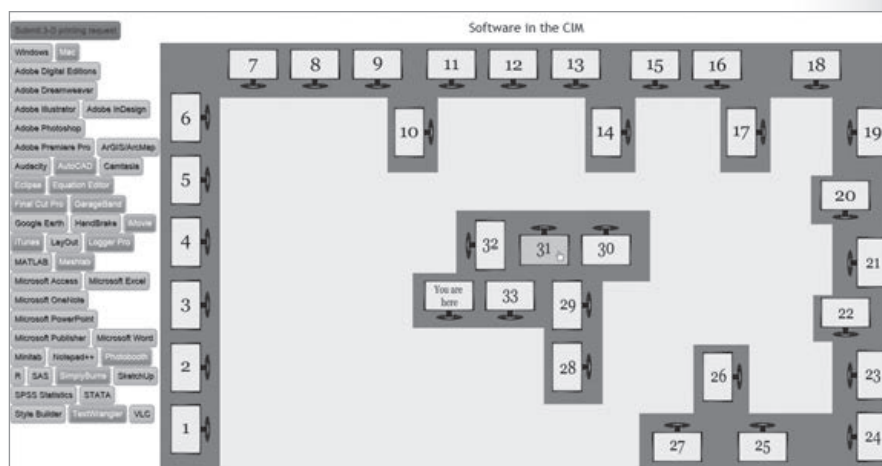 Software in the CIM
Submit 3-D printing request
Windows Mac
Adobe Digital Editions
Adobe Dreamweaver
Adobe Illustrator Adobe InDesign
Adobe Photoshop
Adobe Premiere Pro ArcGIS/ArcMap
Audacity AutoCAD Camtasia
Eclipse Equation Editor
Final Cut Pro GarageBand
Google Earth HandBrake iMovie
iTunes LayOut Logger Pro
MATLAB Meshlab
Microsoft Access Microsoft Excel
Microsoft OneNote
Microsoft PowerPoint
Microsoft Publisher Microsoft Word
Minitab Notepad++ Photobooth
R SAS SimplyBurns SketchUp
SPSS Statistics STATA
Style Builder TextWrangler VLC
7 8 9 11 12 13 15 16 18
6 10 14 17 19
5 20
4 32 31 30 21
3 You are
here 33 29 22
2 28 26 23
1 27 25 24